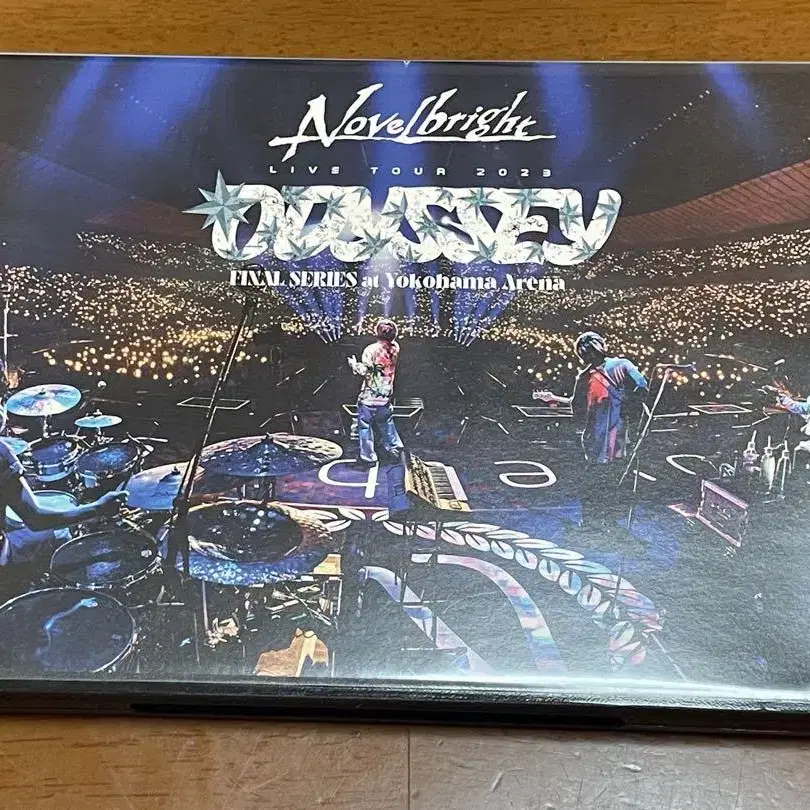 Novelbright
LIVE TOUR 2023
ODYSSEY
FINAL SERIES at Yokohama Arena